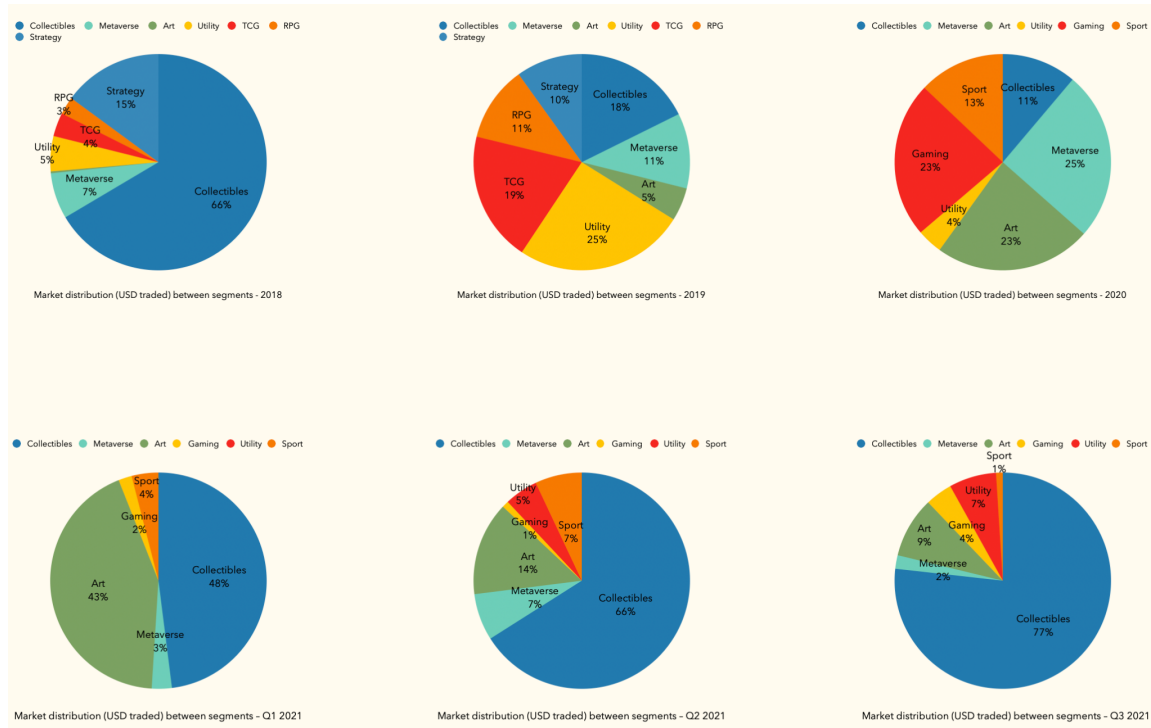 Collectibles Metaverse Art Utility TCG RPG
Strategy
Strategy
15%
RPG
3%
TCG
4%
Utility
5%
Metaverse
7%
Collectibles
66%
Market distribution (USD traded) between segments - 2018
Collectibles Metaverse Art Utility TCG RPG
Strategy
Strategy
10%
Collectibles
18%
RPG
11%
Metaverse
11%
TCG
19%
Art
5%
Utility
25%
Market distribution (USD traded) between segments - 2019
Collectibles Metaverse Art Utility Gaming Sport
Sport
13%
Collectibles
11%
Gaming
23%
Metaverse
25%
Utility
4%
Art
23%
Market distribution (USD traded) between segments - 2020
Collectibles Metaverse Art Gaming Utility Sport
Sport
4%
Gaming
2%
Collectibles
48%
Art
43%
Metaverse
3%
Market distribution (USD traded) between segments – Q1 2021
Collectibles Metaverse Art Gaming Utility Sport
Utility
5%
Gaming
1%
Sport
7%
Art
14%
Metaverse
7%
Collectibles
66%
Market distribution (USD traded) between segments – Q2 2021
Collectibles Metaverse Art Gaming Utility Sport
Sport
1%
Utility
7%
Art
9%
Gaming
4%
Metaverse
2%
Collectibles
77%
Market distribution (USD traded) between segments – Q3 2021